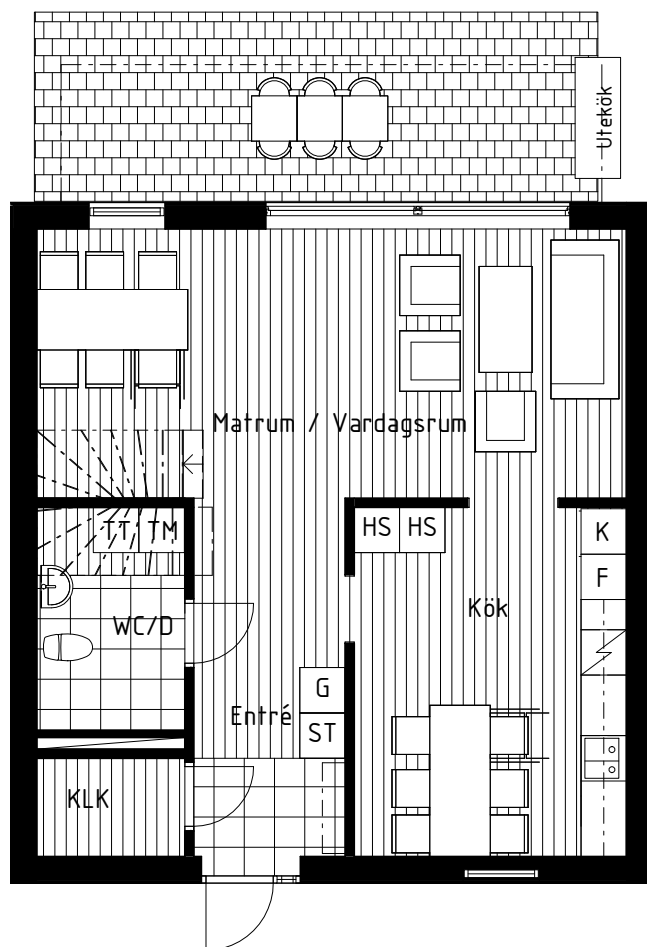 Utekök
Matrum / Vardagsrum
TT TM
HS HS
K
F
Kök
WC/D
G
Entré
ST
KLK